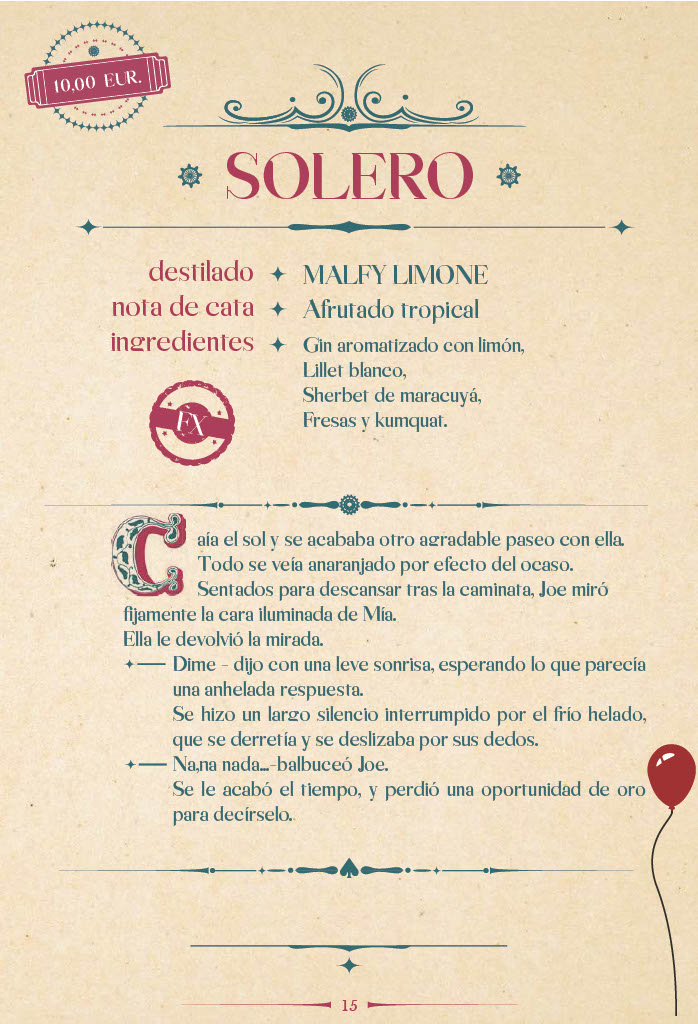 10,00 EUR.
SOLERO
destilado ✦ MALFY LIMONE
nota de cata ✦ Afrutado tropical
ingredientes ✦ Gin aromatizado con limón,
Lillet blanco,
Sherbet de maracuyá,
Fresas y kumquat.
FX
Caía el sol y se acababa otro agradable paseo con ella.
Todo se veía anaranjado por efecto del ocaso.
Sentados para descansar tras la caminata, Joe miró
fijamente la cara iluminada de Mía.
Ella le devolvió la mirada.
Dime - dijo con una leve sonrisa, esperando lo que parecía
una anhelada respuesta.
Se hizo un largo silencio interrumpido por el frío helado,
que se derretía y se deslizaba por sus dedos.
Na,na nada...-balbuceó Joe.
Se le acabó el tiempo, y perdió una oportunidad de oro
para decírselo.
15